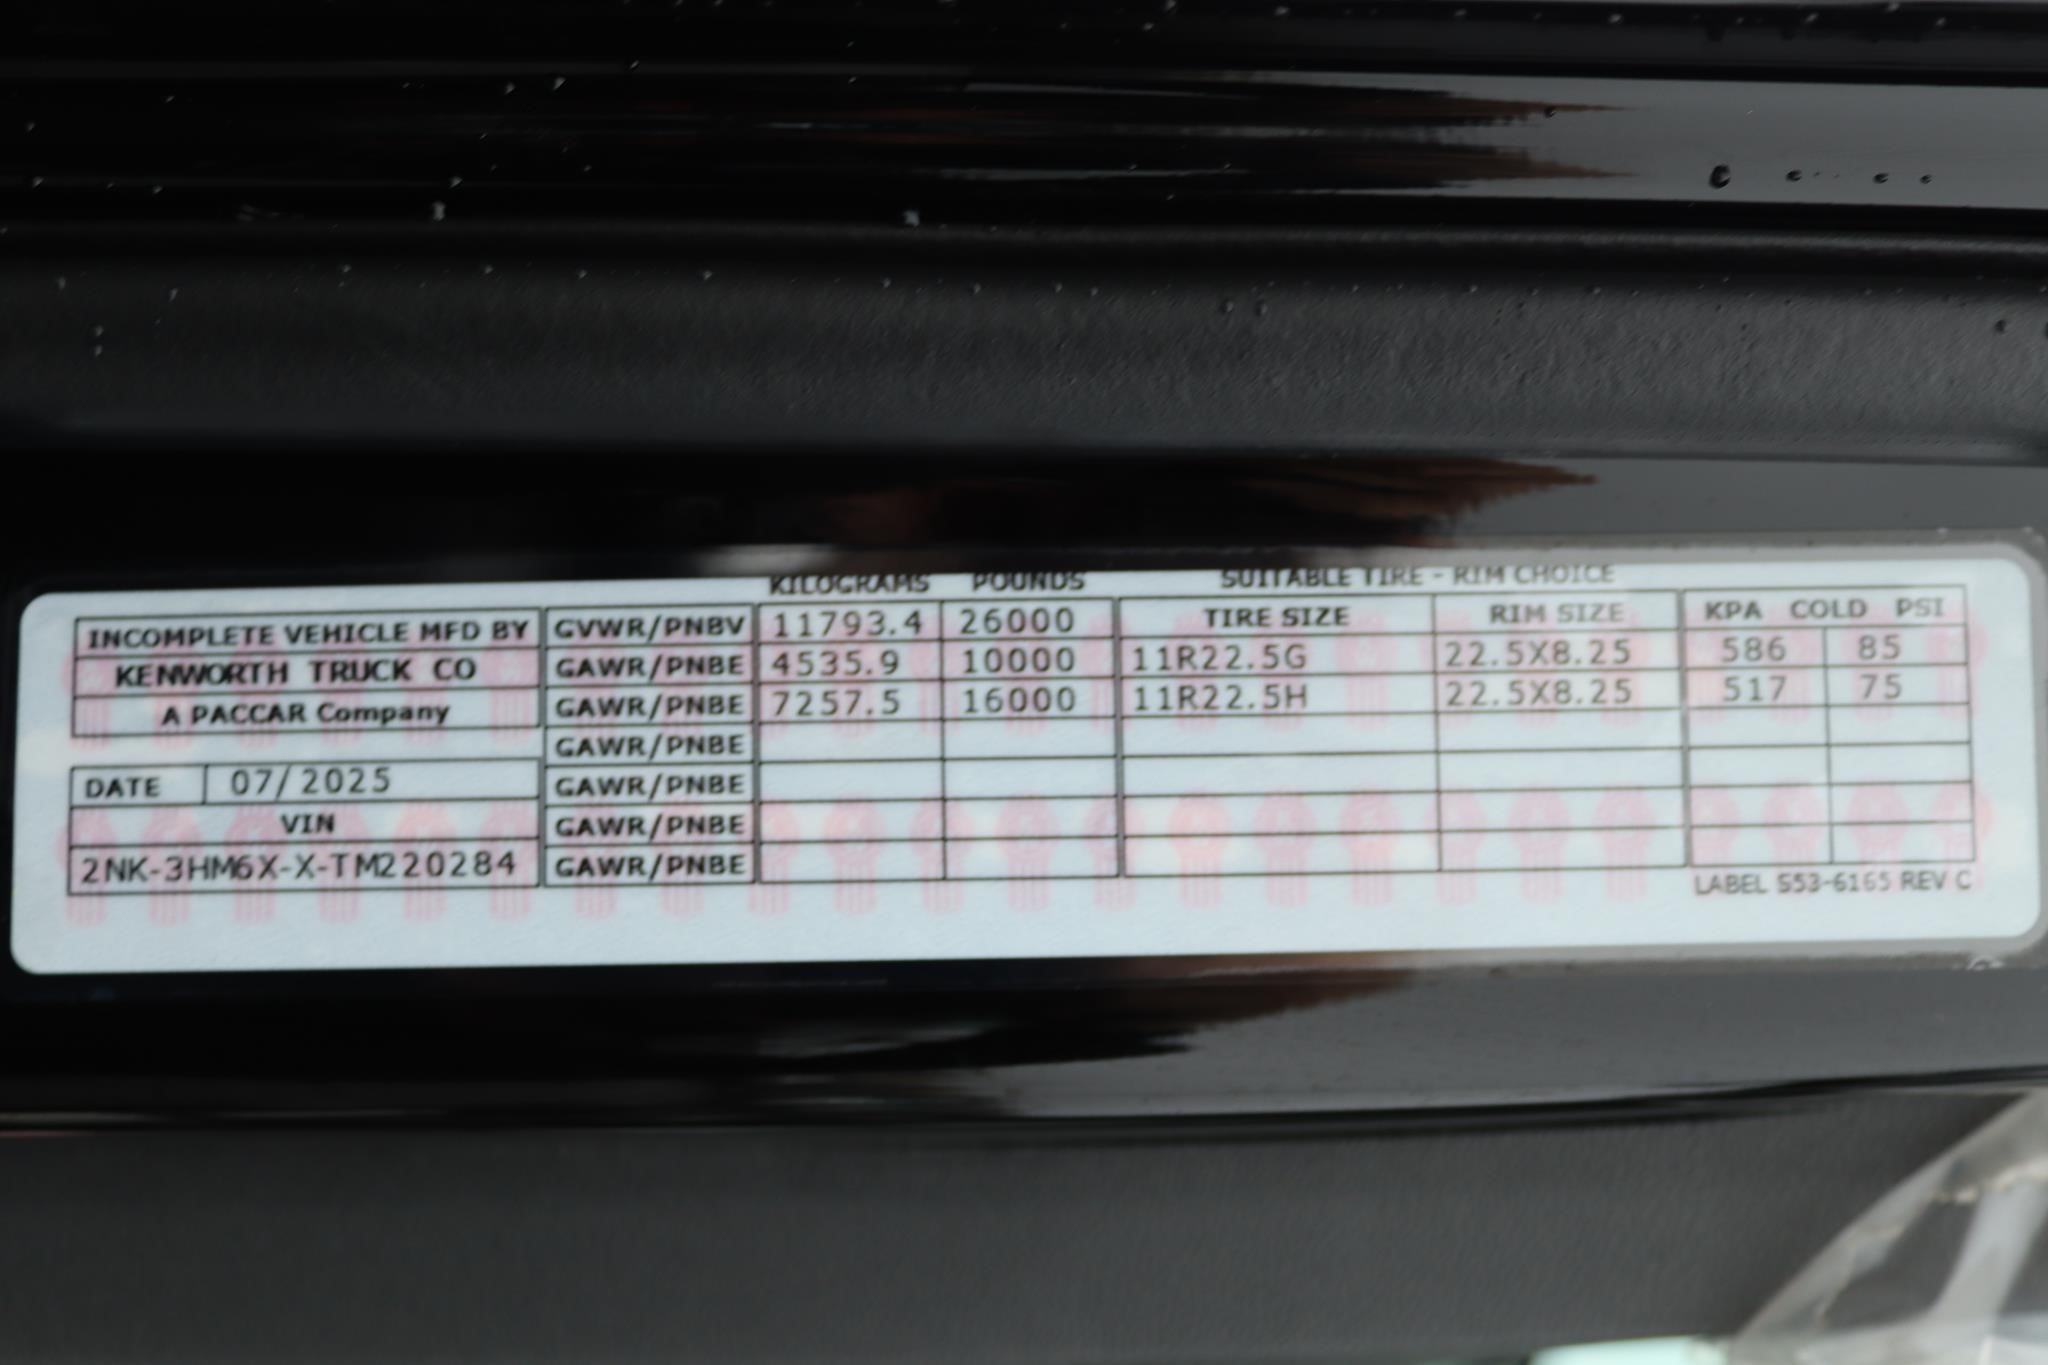 KILOGRAMS POUNDS SUITABLE TIRE - RIM CHOICE
INCOMPLETE VEHICLE MFD BY GVWR/PNBV 11793.4 26000 TIRE SIZE RIM SIZE KPA COLD PSI
KENWORTH TRUCK CO GAWR/PNBE 4535.9 10000 11R22.5G 22.5X8.25 586 85
A PACCAR Company GAWR/PNBE 7257.5 16000 11R22.5H 22.5X8.25 517 75
GAWR/PNBE
DATE 07/2025 GAWR/PNBE
VIN GAWR/PNBE
2NK-3HM6X-X-TM220284 GAWR/PNBE
LABEL S53-6165 REV C